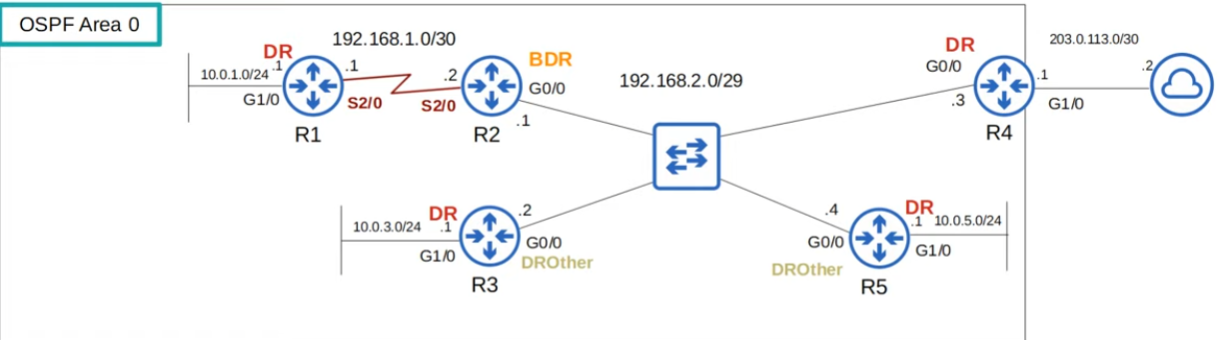 OSPF Area 0
192.168.1.0/30
DR
10.0.1.0/24
.1
G1/0
.1
S2/0
R1
.2
S2/0
BDR
G0/0
.1
R2
192.168.2.0/29
DR
G0/0
.3
R4
203.0.113.0/30
.1
G1/0
.2
10.0.3.0/24
DR
.1
G1/0
.2
G0/0
DROther
R3
.4
G0/0
DROther
DR
.1
10.0.5.0/24
G1/0
R5